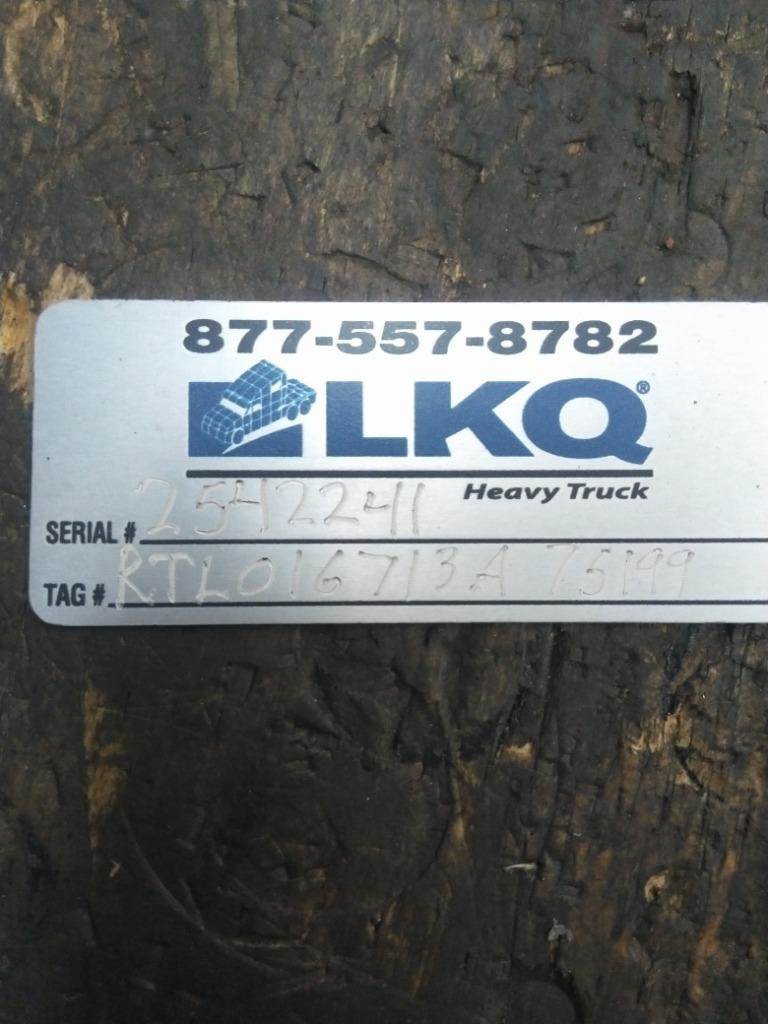 877-557-8782
LKQ®
Heavy Truck
SERIAL # 2542241
TAG #. RTLO16713A 75199